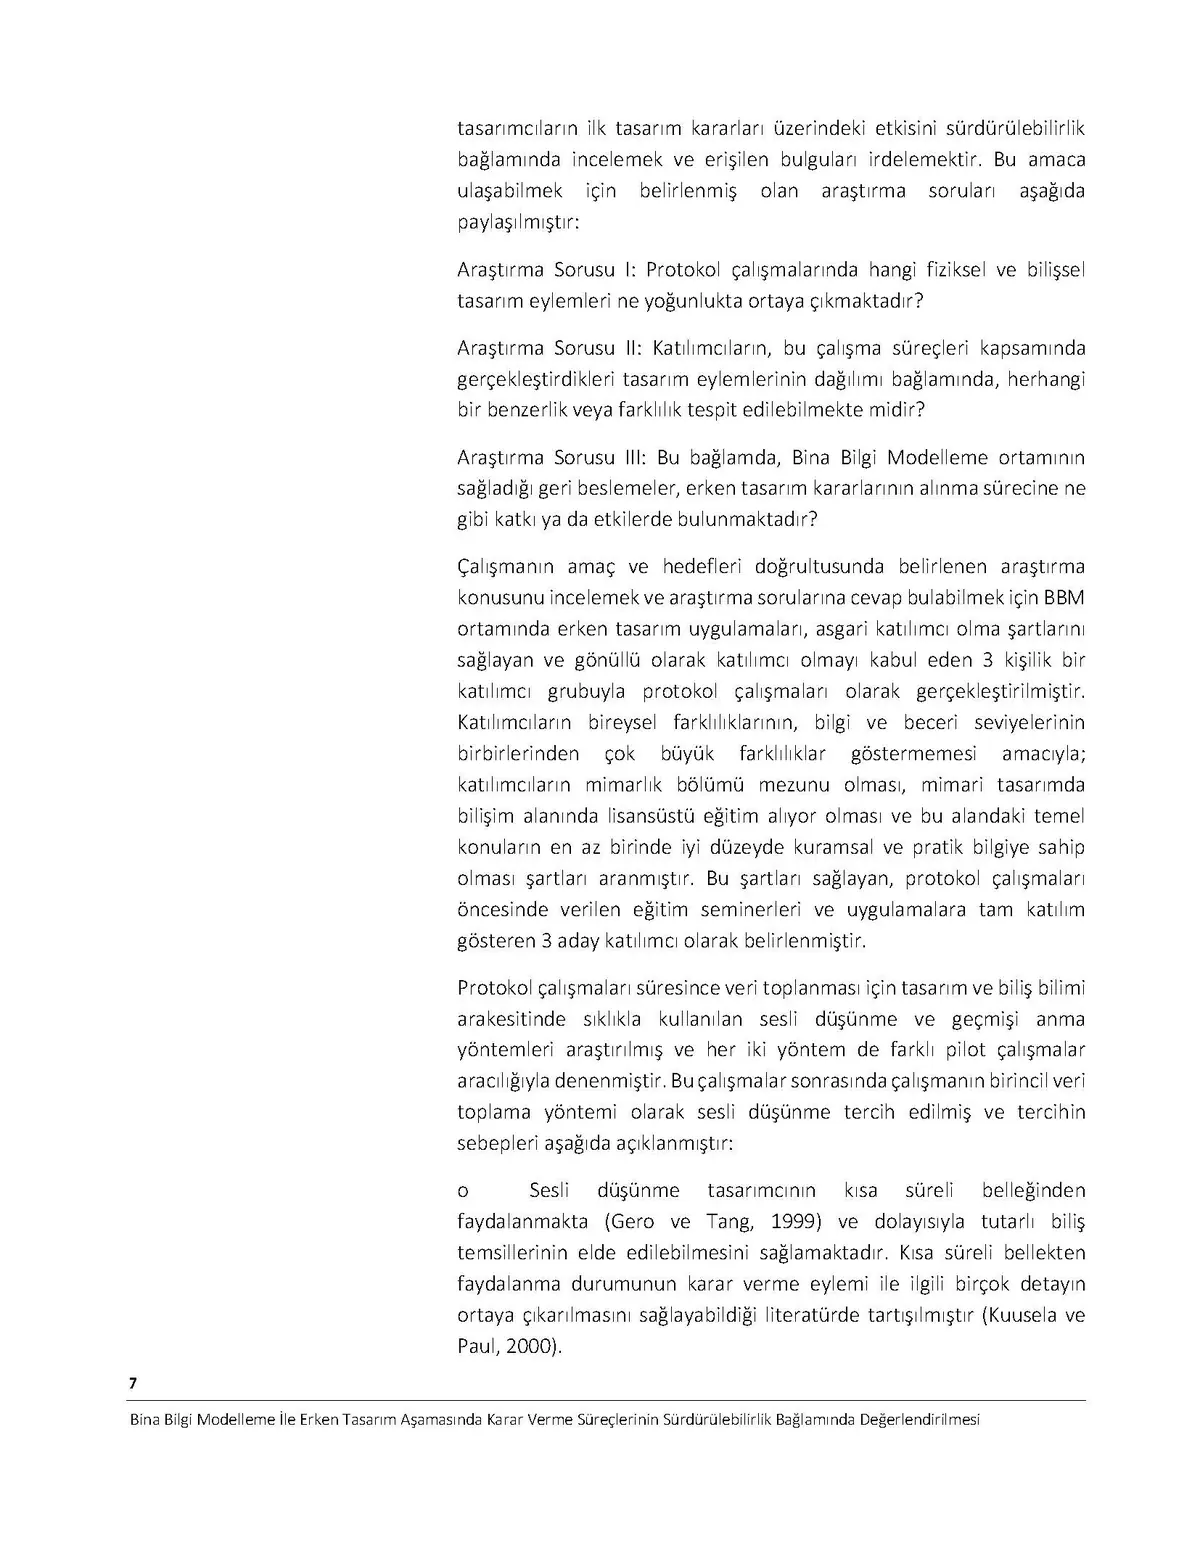 tasarımcıların ilk tasarım kararları üzerindeki etkisini sürdürülebilirlik
bağlamında incelemek ve erişilen bulguları irdelemektir. Bu amaca
ulaşabilmek için belirlenmiş olan araştırma soruları aşağıda
paylaşılmıştır:
Araştırma Sorusu I: Protokol çalışmalarında hangi fiziksel ve bilişsel
tasarım eylemleri ne yoğunlukta ortaya çıkmaktadır?
Araştırma Sorusu II: Katılımcıların, bu çalışma süreçleri kapsamında
gerçekleştirdikleri tasarım eylemlerinin dağılımı bağlamında, herhangi
bir benzerlik veya farklılık tespit edilebilmekte midir?
Araştırma Sorusu III: Bu bağlamda, Bina Bilgi Modelleme ortamının
sağladığı geri beslemeler, erken tasarım kararlarının alınma sürecine ne
gibi katkı ya da etkilerde bulunmaktadır?
Çalışmanın amaç ve hedefleri doğrultusunda belirlenen araştırma
konusunu incelemek ve araştırma sorularına cevap bulabilmek için BBM
ortamında erken tasarım uygulamaları, asgari katılımcı olma şartlarını
sağlayan ve gönüllü olarak katılımcı olmayı kabul eden 3 kişilik bir
katılımcı grubuyla protokol çalışmaları olarak gerçekleştirilmiştir.
Katılımcıların bireysel farklılıklarının, bilgi ve beceri seviyelerinin
birbirlerinden çok büyük farklılıklar göstermemesi amacıyla;
katılımcıların mimarlık bölümü mezunu olması, mimari tasarımda
bilişim alanında lisansüstü eğitim alıyor olması ve bu alandaki temel
konuların en az birinde iyi düzeyde kuramsal ve pratik bilgiye sahip
olması şartları aranmıştır. Bu şartları sağlayan, protokol çalışmaları
öncesinde verilen eğitim seminerleri ve uygulamalara tam katılım
gösteren 3 aday katılımcı olarak belirlenmiştir.
Protokol çalışmaları süresince veri toplanması için tasarım ve biliş bilimi
arakesitinde sıklıkla kullanılan sesli düşünme ve geçmişi anma
yöntemleri araştırılmış ve her iki yöntem de farklı pilot çalışmalar
aracılığıyla denenmiştir. Bu çalışmalar sonrasında çalışmanın birincil veri
toplama yöntemi olarak sesli düşünme tercih edilmiş ve tercihin
sebepleri aşağıda açıklanmıştır:
o Sesli düşünme tasarımcının kısa süreli belleğinden
faydalanmakta (Gero ve Tang, 1999) ve dolayısıyla tutarlı biliş
temsillerinin elde edilebilmesini sağlamaktadır. Kısa süreli bellekten
faydalanma durumunun karar verme eylemi ile ilgili birçok detayın
ortaya çıkarılmasını sağlayabildiği literatürde tartışılmıştır (Kuusela ve
Paul, 2000).
7
Bina Bilgi Modelleme İle Erken Tasarım Aşamasında Karar Verme Süreçlerinin Sürdürülebilirlik Bağlamında Değerlendirilmesi